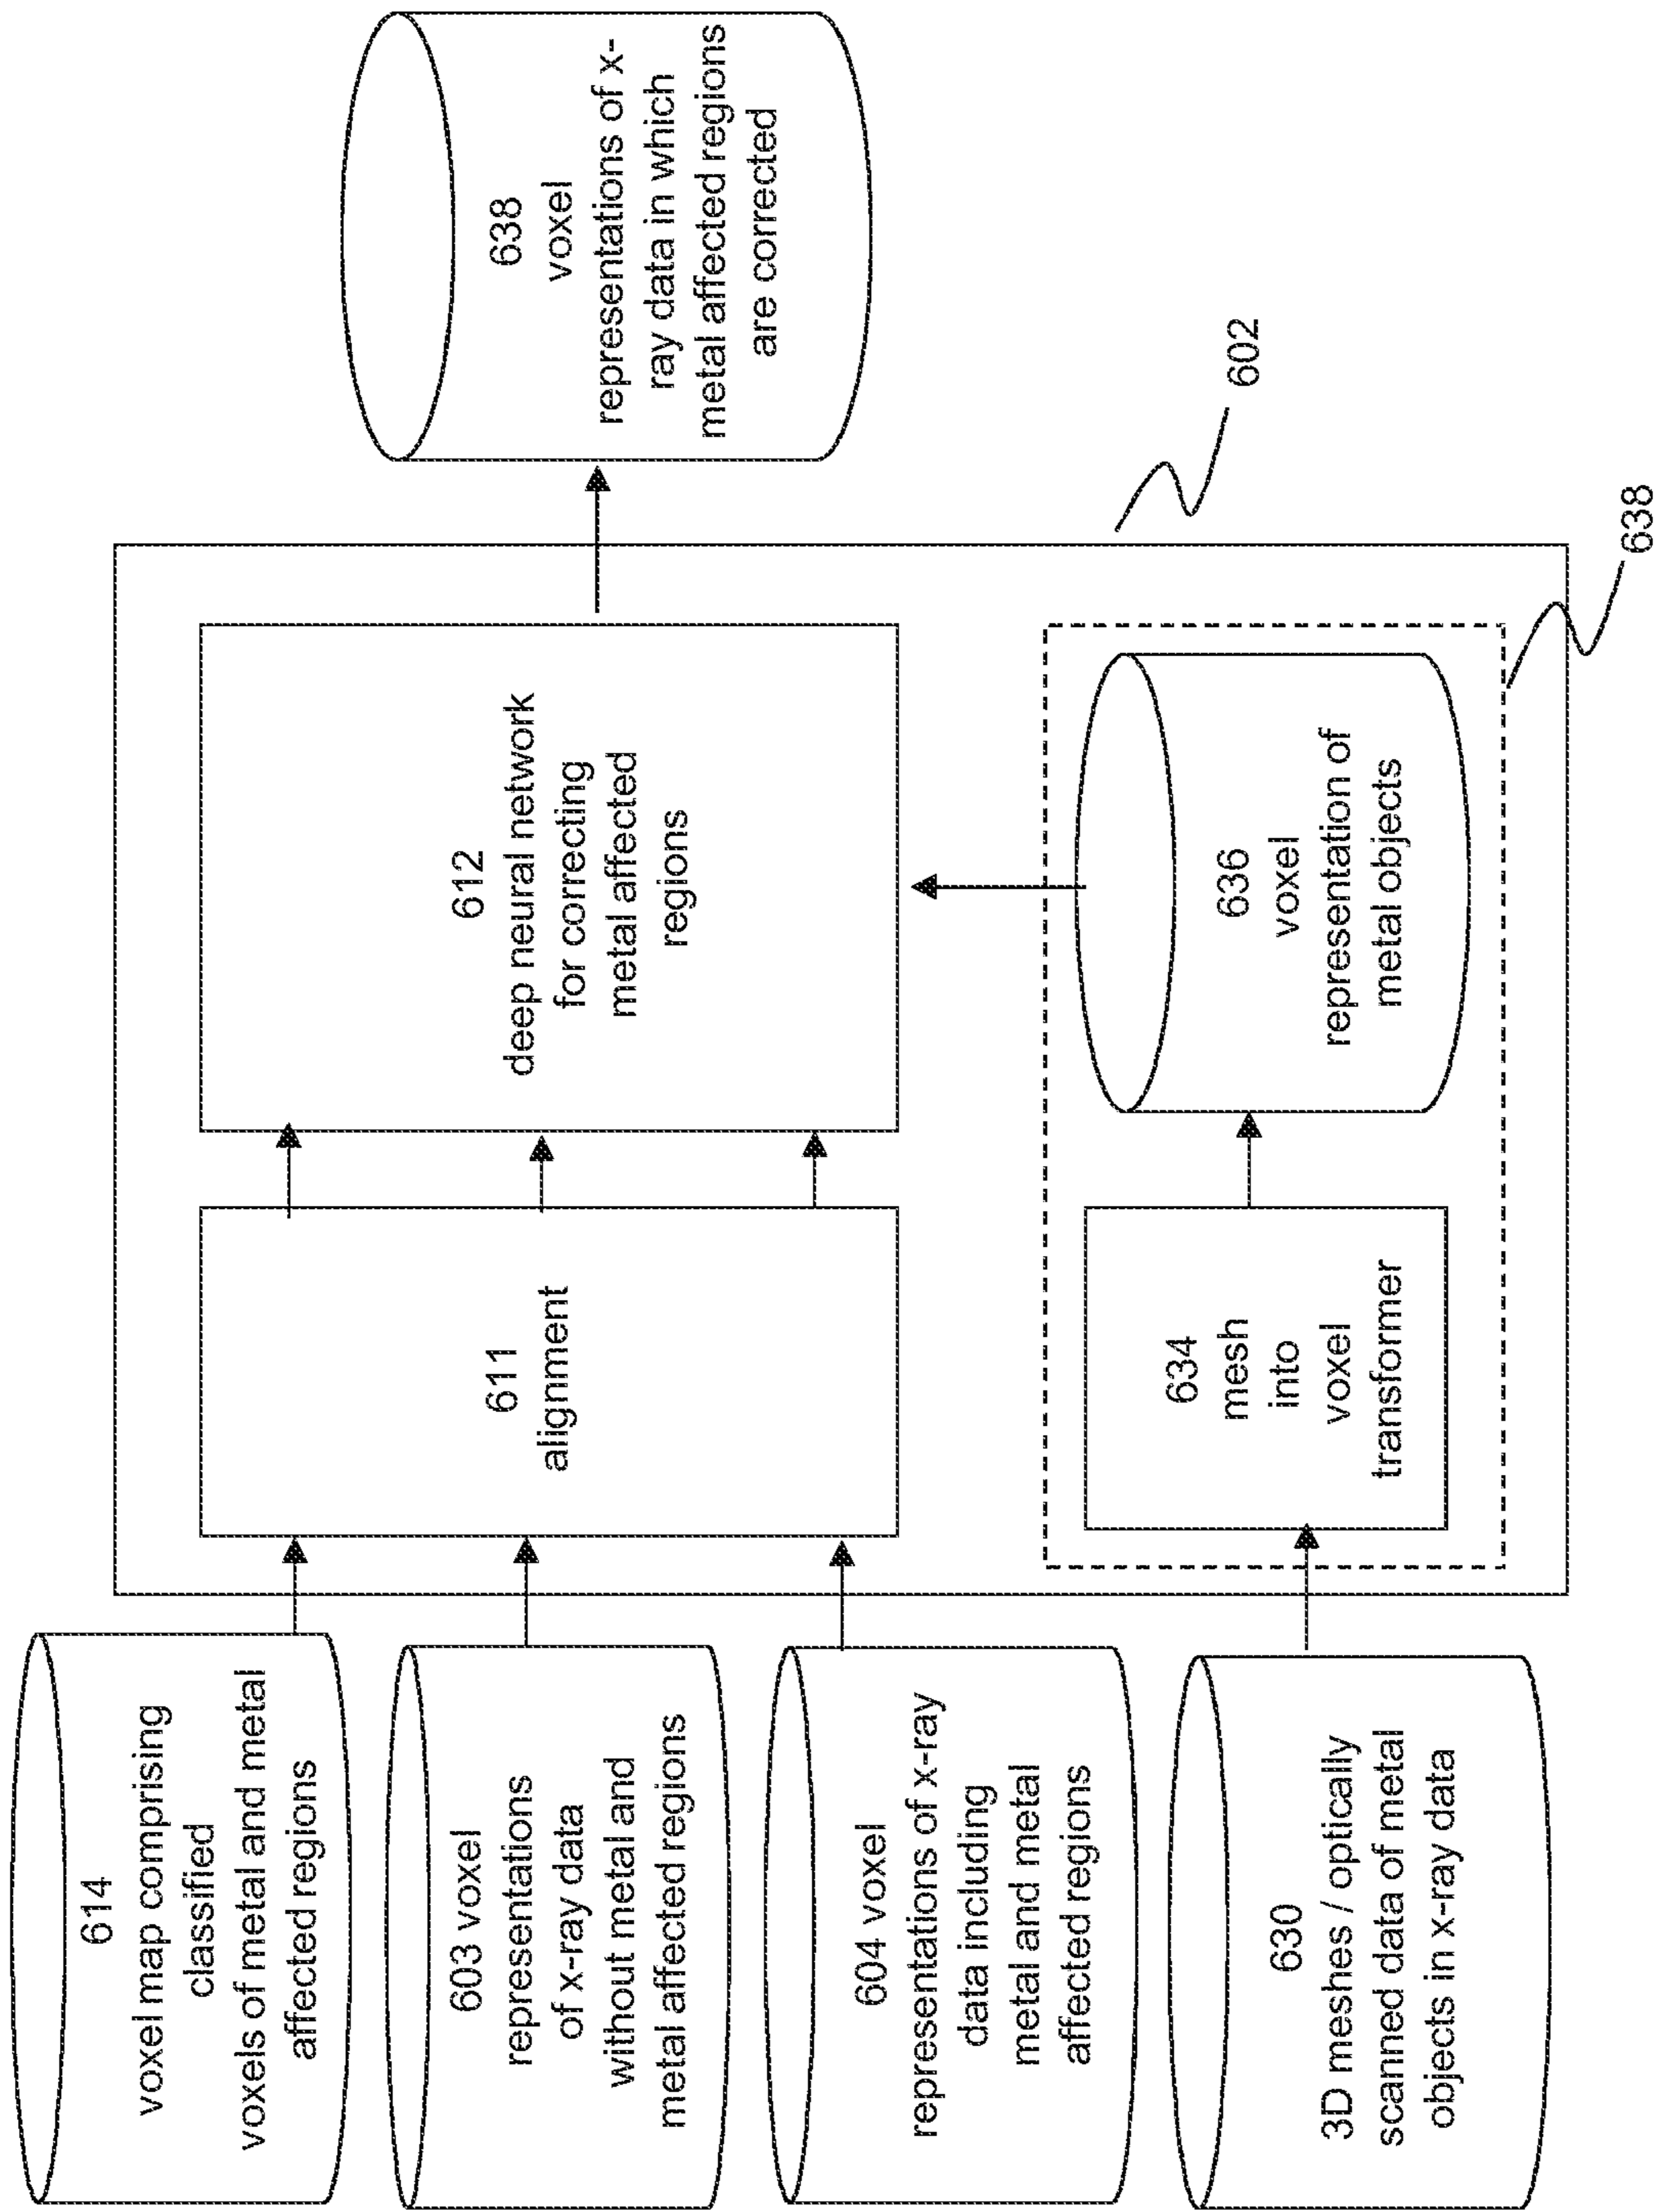 614
voxel map comprising
classified
voxels of metal and metal
affected regions
603 voxel
representations
of x-ray data
without metal and
metal affected regions
604 voxel
representations of x-ray
data including
metal and metal
affected regions
630
3D meshes / optically
scanned data of metal
objects in x-ray data
611
alignment
634
mesh
into
voxel
transformer
612
deep neural network
for correcting
metal affected
regions
636
voxel
representation of
metal objects
638
voxel
representations of x-
ray data in which
metal affected regions
are corrected
602
638